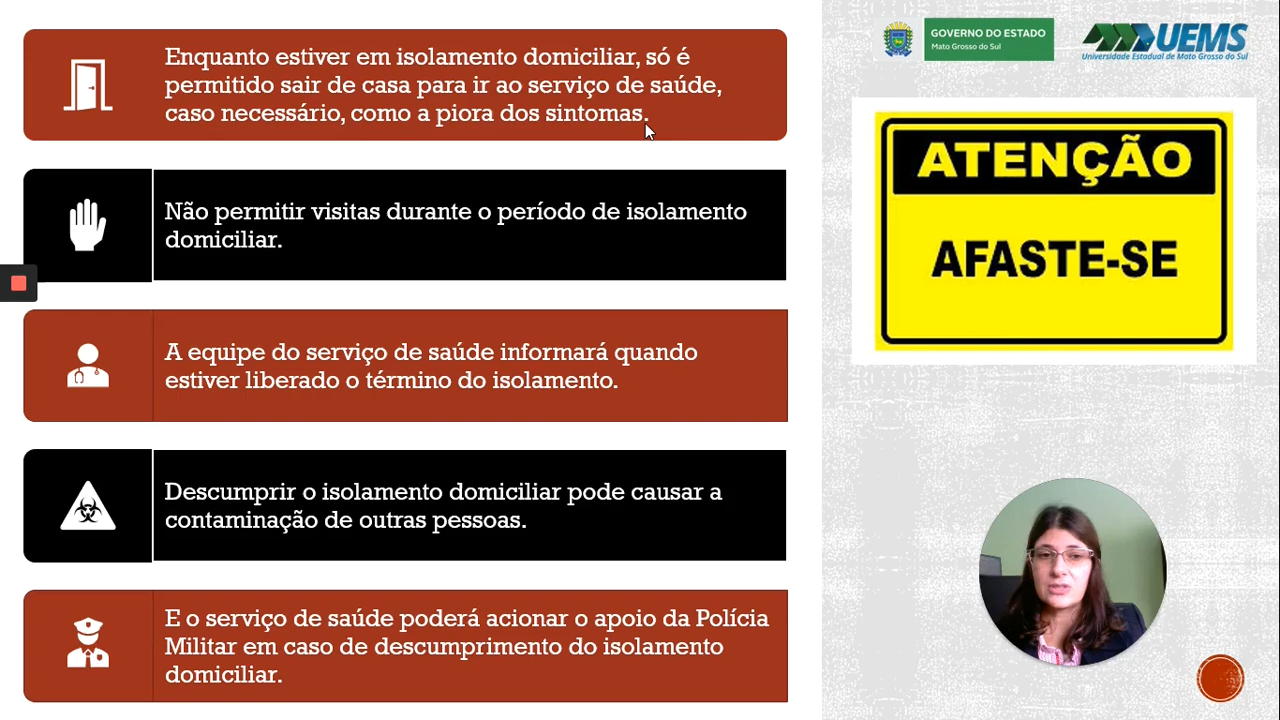 Enquanto estiver em isolamento domiciliar, só é
permitido sair de casa para ir ao serviço de saúde,
caso necessário, como a piora dos sintomas.
Não permitir visitas durante o período de isolamento
domiciliar.
A equipe do serviço de saúde informará quando
estiver liberado o término do isolamento.
Descumprir o isolamento domiciliar pode causar a
contaminação de outras pessoas.
E o serviço de saúde poderá acionar o apoio da Polícia
Militar em caso de descumprimento do isolamento
domiciliar.
GOVERNO DO ESTADO
Mato Grosso do Sul
UEMS
Universidade Estadual de Mato Grosso do Sul
ATENÇÃO
AFASTE-SE